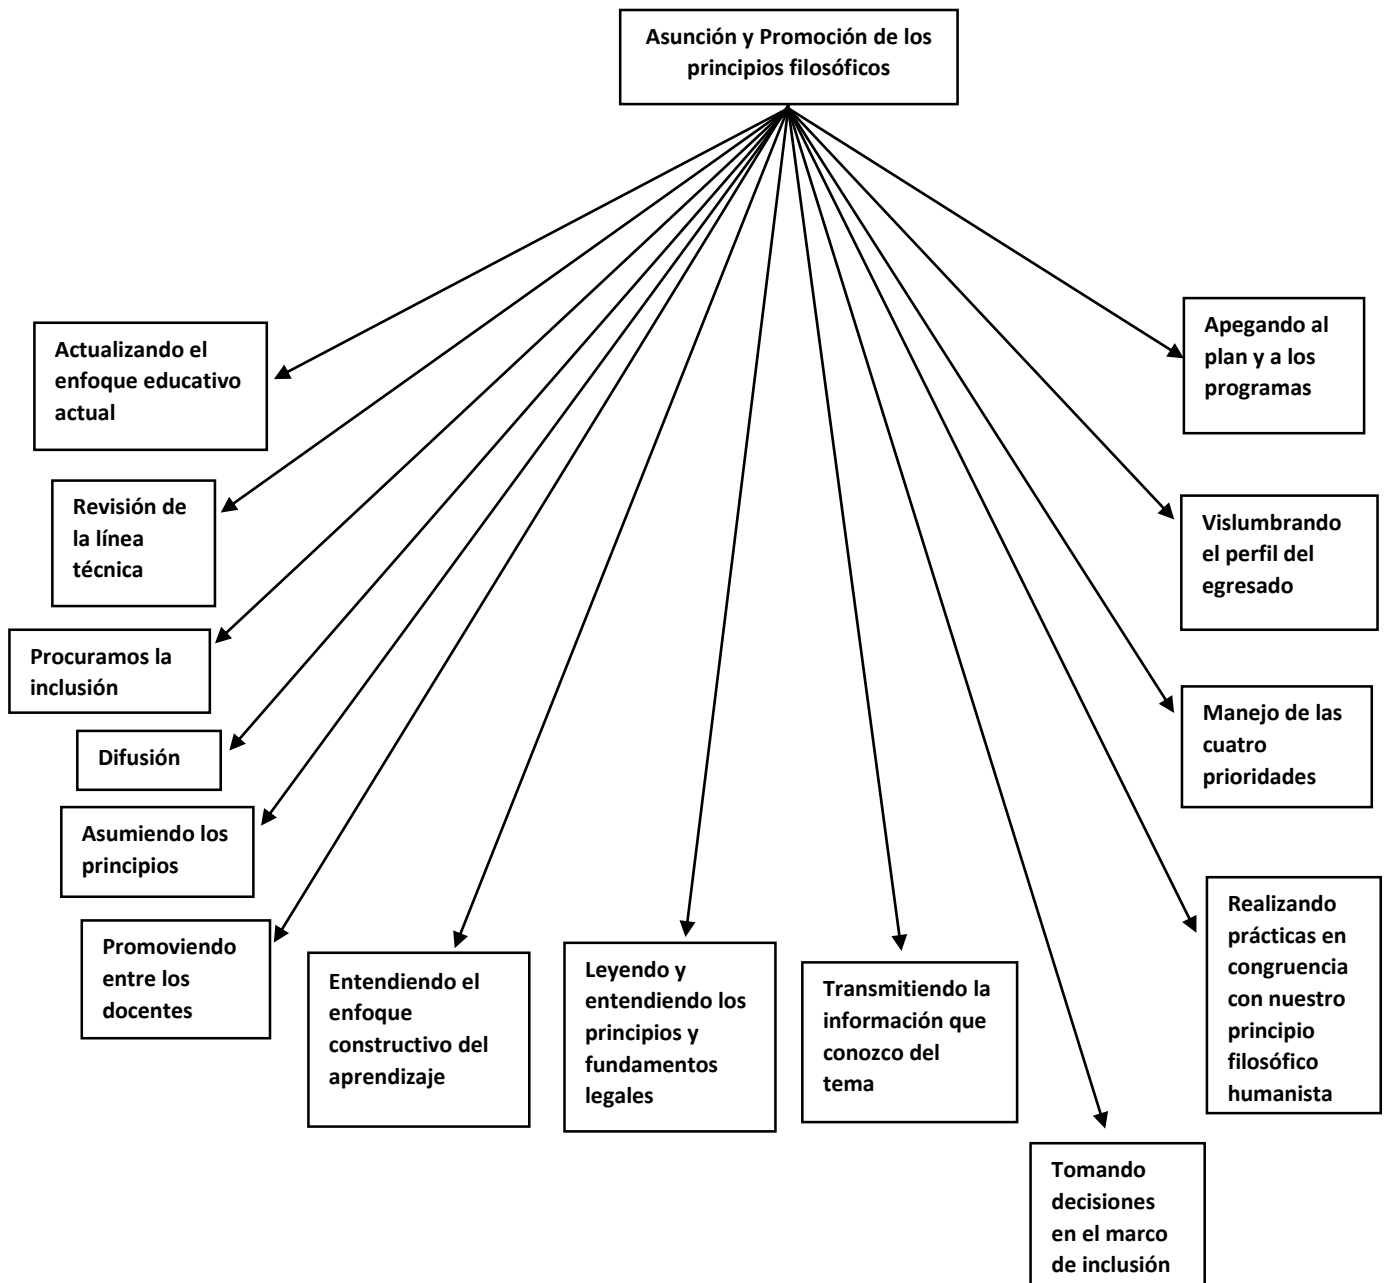 Asunción y Promoción de los
principios filosóficos
Actualizando el
enfoque educativo
actual
Revisión de
la línea
técnica
Procuramos la
inclusión
Difusión
Asumiendo los
principios
Promoviendo
entre los
docentes
Entendiendo el
enfoque
constructivo del
aprendizaje
Leyendo y
entendiendo los
principios y
fundamentos
legales
Transmitiendo la
información que
conozco del
tema
Tomando
decisiones
en el marco
de inclusión
Realizando
prácticas en
congruencia
con nuestro
principio
filosófico
humanista
Manejo de las
cuatro
prioridades
Vislumbrando
el perfil del
egresado
Apegando al
plan y a los
programas